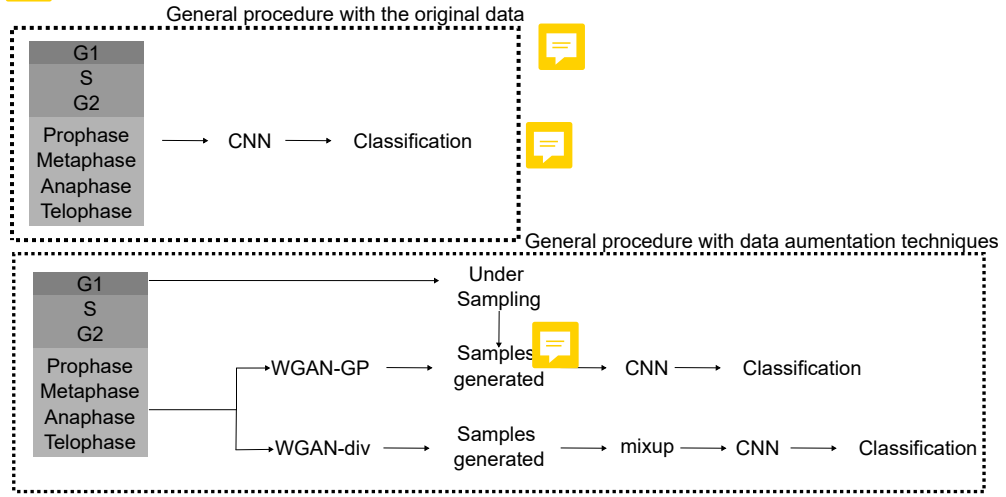 General procedure with the original data
G1
S
G2
Prophase
Metaphase
Anaphase
Telophase
CNN
Classification
General procedure with data aumentation techniques
G1
S
G2
Prophase
Metaphase
Anaphase
Telophase
Under
Sampling
WGAN-GP
Samples
generated
CNN
Classification
WGAN-div
Samples
generated
mixup
CNN
Classification